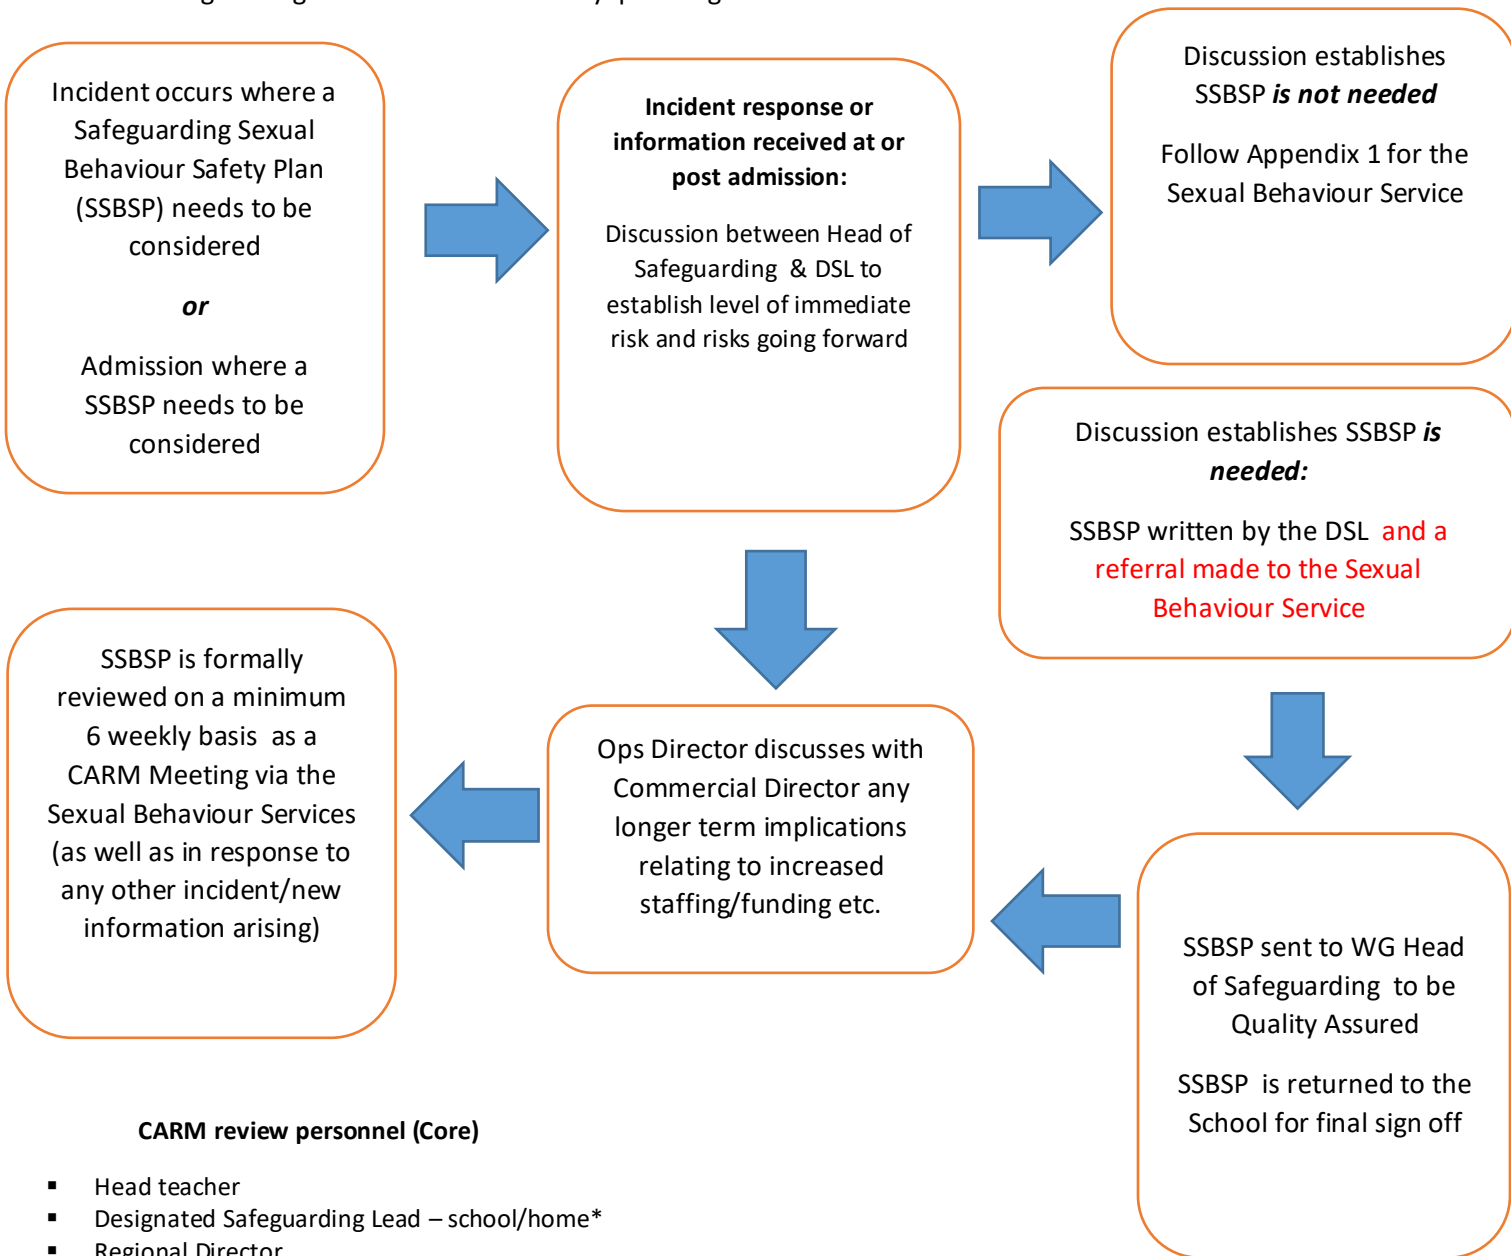 Incident occurs where a
Safeguarding Sexual
Behaviour Safety Plan
(SSBSP) needs to be
considered
or
Admission where a
SSBSP needs to be
considered
Incident response or
information received at or
post admission:
Discussion between Head of
Safeguarding & DSL to
establish level of immediate
risk and risks going forward
Discussion establishes
SSBSP is not needed
Follow Appendix 1 for the
Sexual Behaviour Service
Discussion establishes SSBSP is
needed:
SSBSP written by the DSL and a
referral made to the Sexual
Behaviour Service
SSBSP sent to WG Head
of Safeguarding to be
Quality Assured
SSBSP is returned to the
School for final sign off
Ops Director discusses with
Commercial Director any
longer term implications
relating to increased
staffing/funding etc.
SSBSP is formally
reviewed on a minimum
6 weekly basis as a
CARM Meeting via the
Sexual Behaviour Services
(as well as in response to
any other incident/new
information arising)
CARM review personnel (Core)
▪ Head teacher
▪ Designated Safeguarding Lead – school/home*
▪ Regional Director